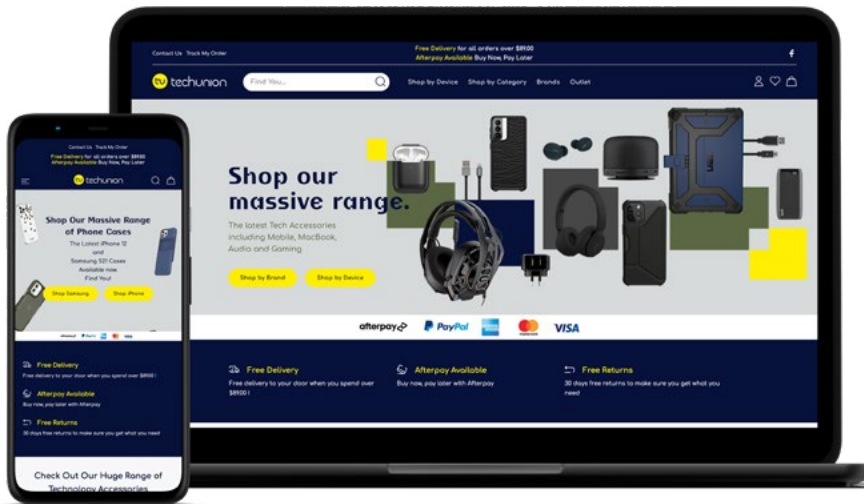 Contact Us Track My Order
Free Delivery for all orders over $89.00
Afterpay Available Buy Now, Pay Later
tu techunion
Find You...
Shop by Device Shop by Category Brands Outlet
Shop our
massive range.
The latest Tech Accessories
including Mobile, MacBook,
Audio and Gaming
Shop by Brand Shop by Device
UAG
afterpay PayPal VISA
Free Delivery
Free delivery to your door when you spend over
$89.00 !
Afterpay Available
Buy now, pay later with Afterpay
Free Returns
30 days free returns to make sure you get what you
need
Contact Us Track My Order
Free Delivery for all orders over $89.00
Afterpay Available Buy Now, Pay Later
tu techunion
Shop Our Massive Range
of Phone Cases
The Latest iPhone 12
and
Samsung S21 Cases
Available now.
Find You!
Shop Samsung Shop iPhone
afterpay PayPal VISA
Free Delivery
Free delivery to your door when you spend over $89.00 !
Afterpay Available
Buy now, pay later with Afterpay
Free Returns
30 days free returns to make sure you get what you need
Check Out Our Huge Range of
Technology Accessories